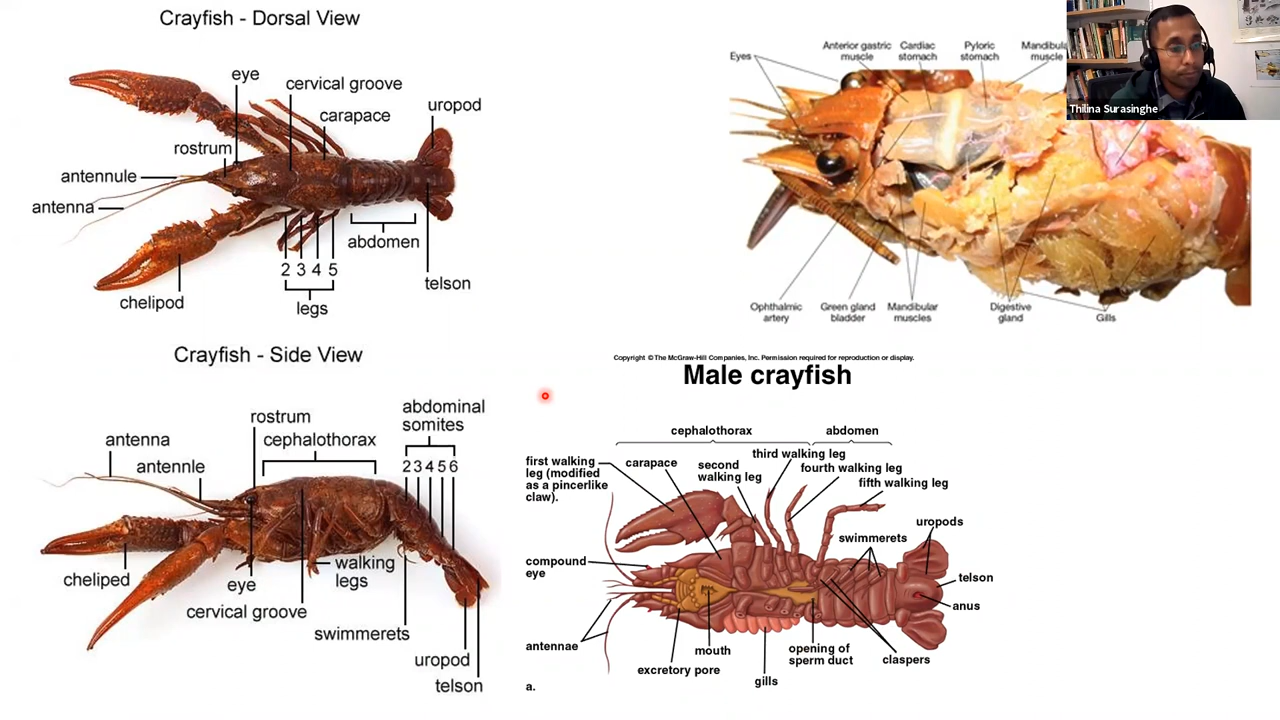 Crayfish - Dorsal View
eye
cervical groove
carapace
uropod
rostrum
antennule
antenna
abdomen
2 3 4 5
legs
telson
chelipod
Crayfish - Side View
abdominal
somites
rostrum
antenna
cephalothorax
antennle
2 3 4 5 6
cheliped
walking
legs
eye
cervical groove
swimmerets
uropod
telson
Eyes
Anterior gastric
muscle
Cardiac
stomach
Pyloric
stomach
muscle
Thilina Surasinghe
Ophthalmic
artery
Green gland
bladder
Mandibular
muscles
Digestive
gland
Gills
Copyright © The McGraw-Hill Companies, Inc. Permission required for reproduction or display.
Male crayfish
cephalothorax
abdomen
first walking
leg (modified
as a pincerlike
claw).
carapace
second
walking leg
third walking leg
fourth walking leg
fifth walking leg
uropods
swimmerets
compound
eye
telson
anus
antennae
mouth
opening of
sperm duct
claspers
excretory pore
gills
a.